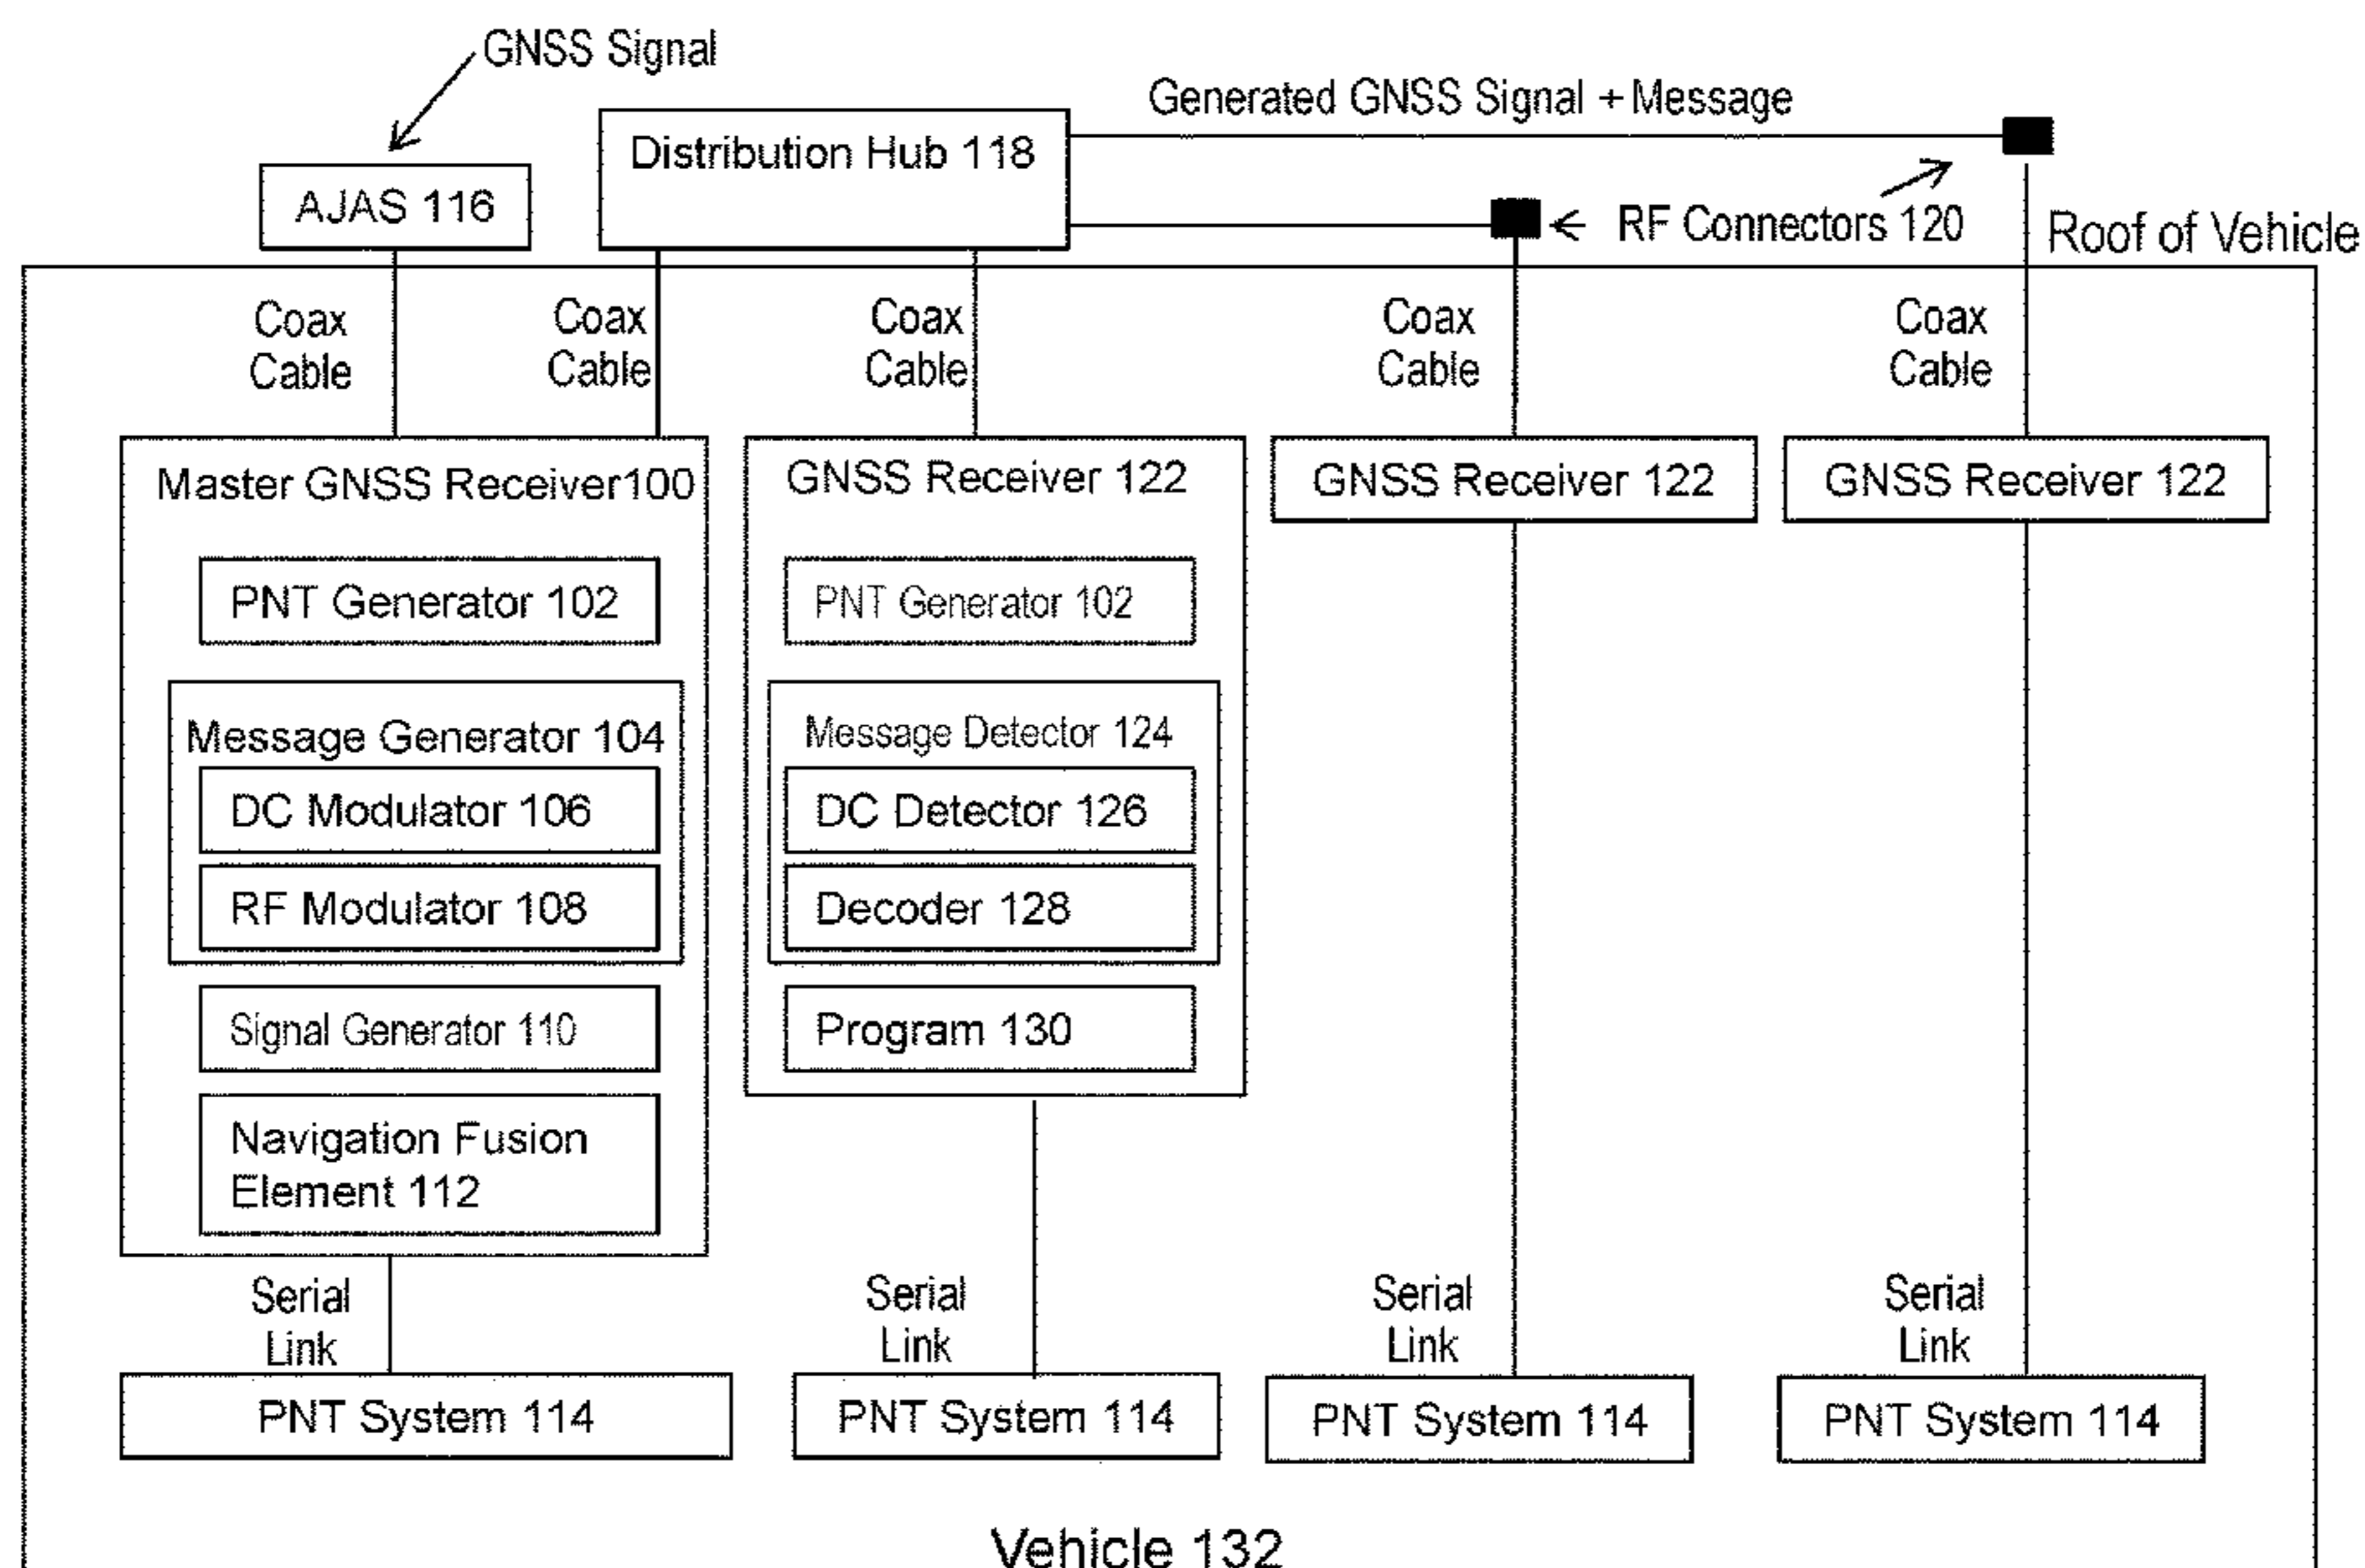 GNSS Signal
Generated GNSS Signal + Message
Distribution Hub 118
AJAS 116
RF Connectors 120
Roof of Vehicle
Coax
Cable
Coax
Cable
Coax
Cable
Coax
Cable
Coax
Cable
Master GNSS Receiver100
PNT Generator 102
Message Generator 104
DC Modulator 106
RF Modulator 108
Signal Generator 110
Navigation Fusion
Element 112
GNSS Receiver 122
PNT Generator 102
Message Detector 124
DC Detector 126
Decoder 128
Program 130
GNSS Receiver 122
GNSS Receiver 122
Serial
Link
Serial
Link
Serial
Link
Serial
Link
PNT System 114
PNT System 114
PNT System 114
PNT System 114
Vehicle 132